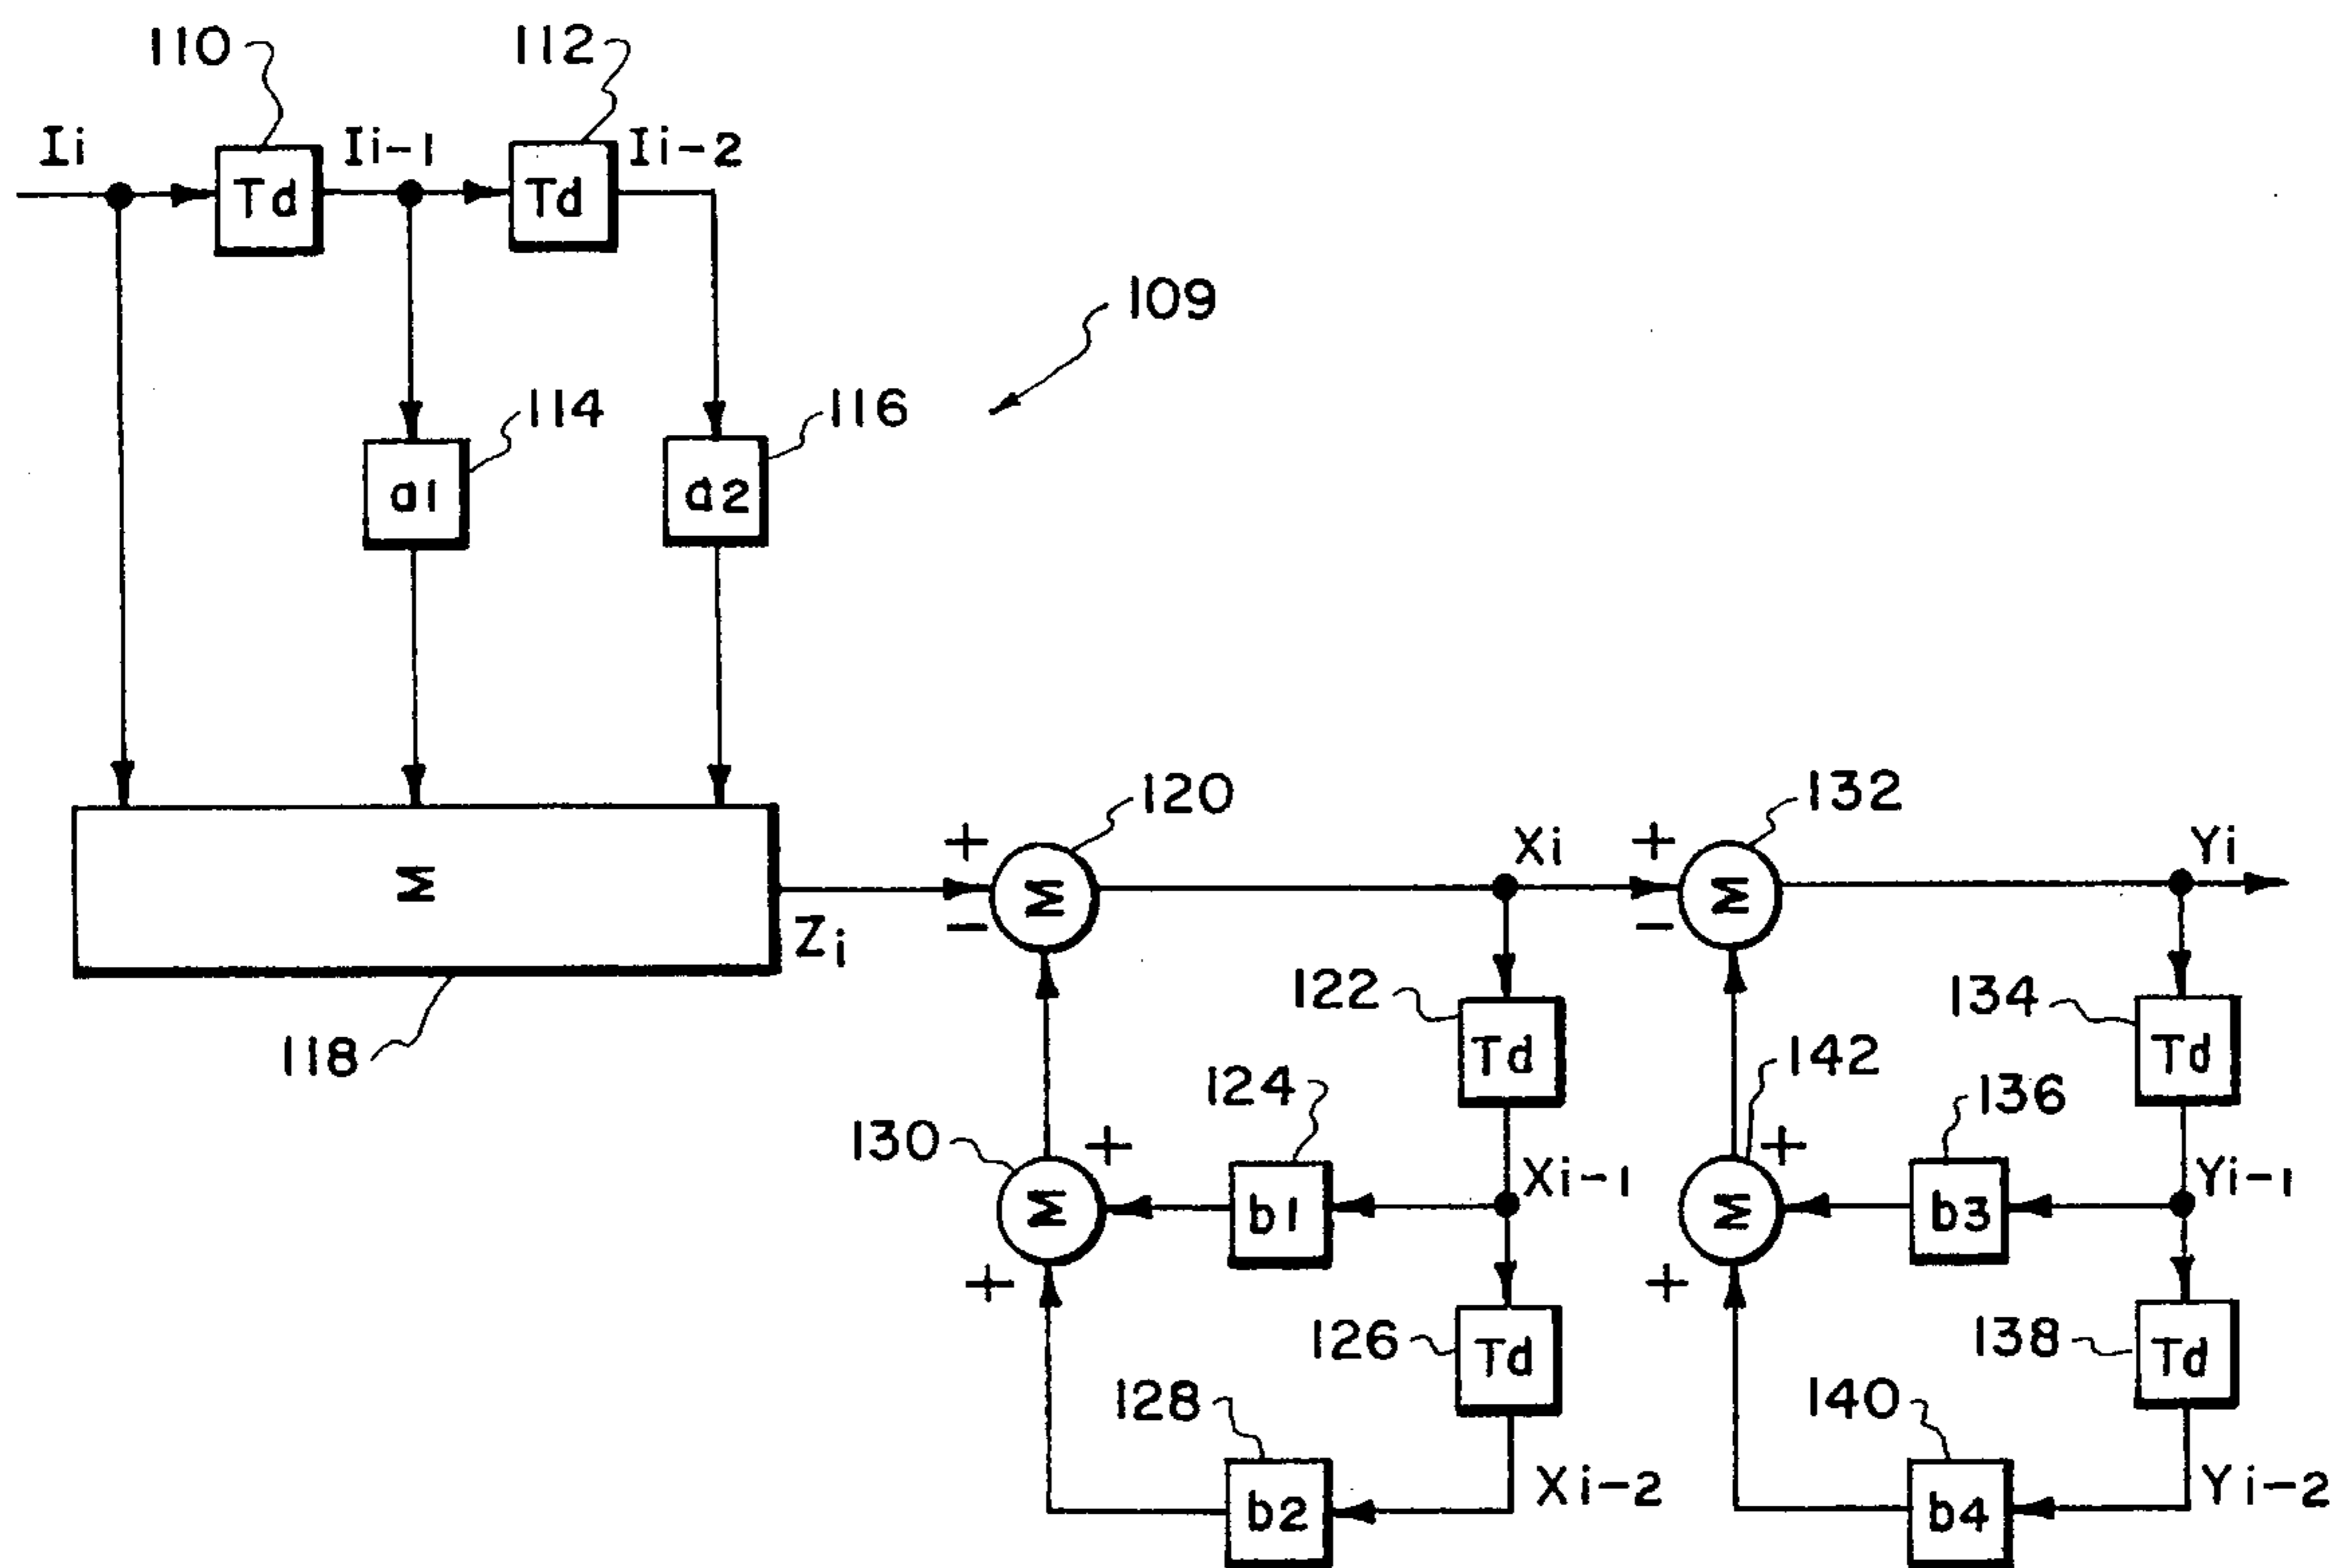 110
112
Ii
Td
Ii-1
Td
Ii-2
109
114
116
a1
a2
120
132
+
Xi
+
Yi
Σ
Σ
Σ
Zi
−
−
118
122
134
Td
142
Td
124
136
130
+
+
Xi-1
Yi-1
Σ
b1
Σ
b3
+
+
126
Td
138
Td
128
140
Xi-2
Yi-2
b2
b4